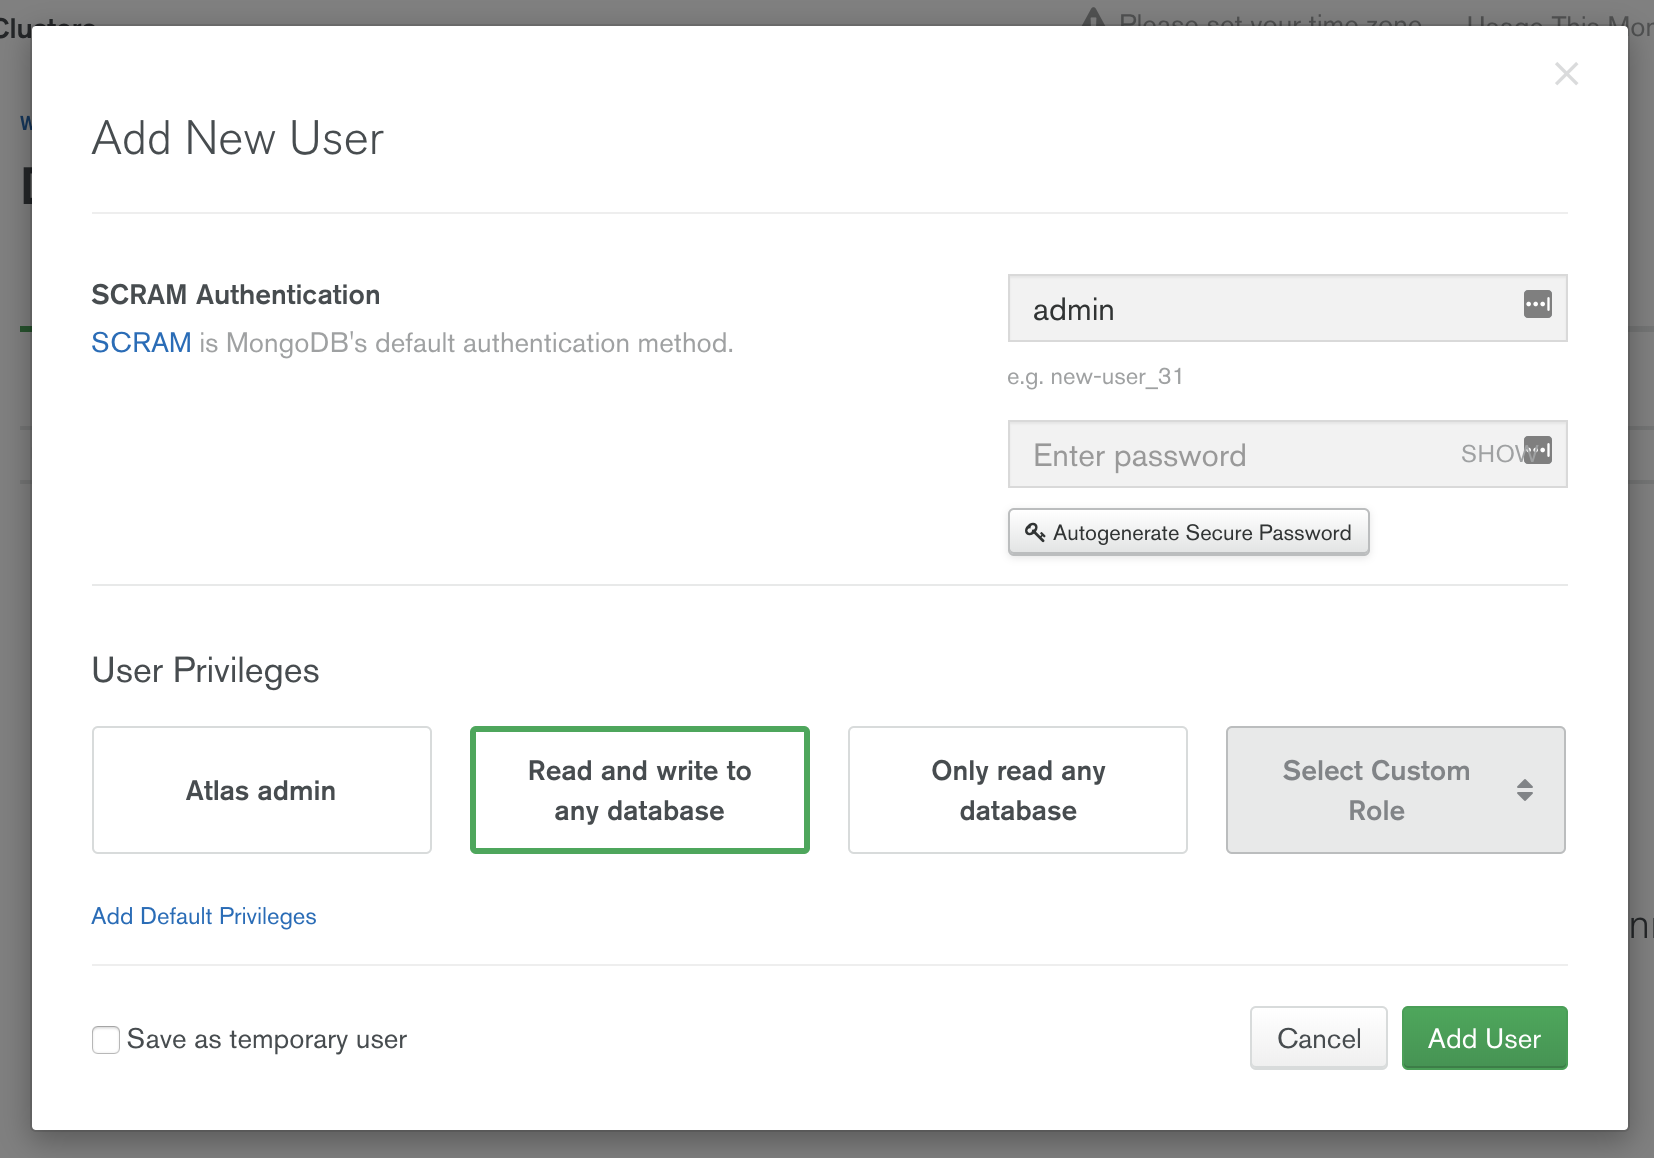 Clusters
Please set your time zone
Usage This Mon
Add New User
SCRAM Authentication
SCRAM is MongoDB's default authentication method.
admin
e.g. new-user_31
Enter password
SHOW
Autogenerate Secure Password
User Privileges
Atlas admin
Read and write to
any database
Only read any
database
Select Custom
Role
Add Default Privileges
Save as temporary user
Cancel
Add User